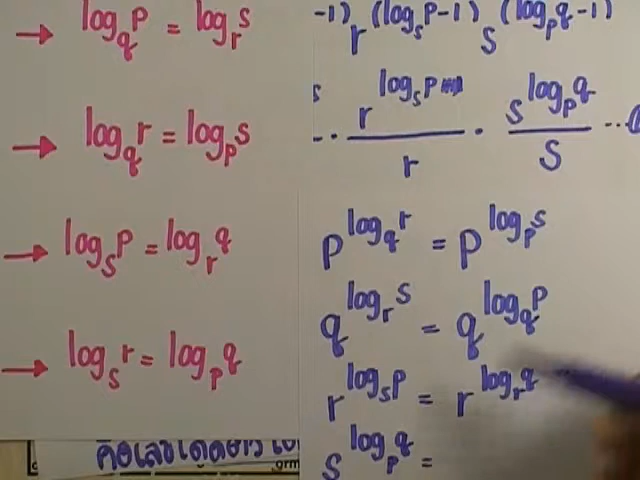 → log_q p = log_r s
→ log_q r = log_p s
→ log_s p = log_r q
→ log_s r = log_p q
-1) r^(log_s p-1) s^(log_p q-1)
s · r^{log_s p}/r · s^{log_p q}/s ...
p^{log_q r} = p^{log_p s}
q^{log_r s} = q^{log_q p}
r^{log_s p} = r^{log_r q}
s^{log_p q} =